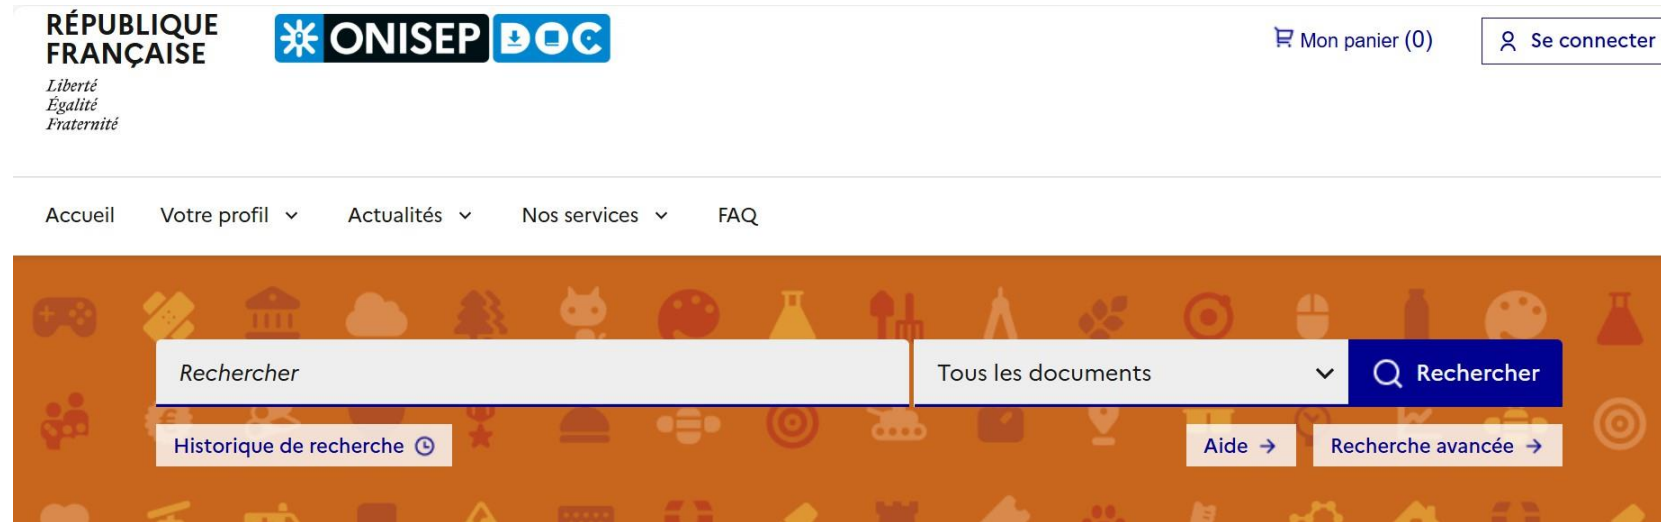 RÉPUBLIQUE
FRANÇAISE
Liberté
Égalité
Fraternité
ONISEP DOC
Mon panier (0)
Se connecter
Accueil Votre profil Actualités Nos services FAQ
Rechercher Tous les documents Rechercher
Historique de recherche Aide → Recherche avancée →